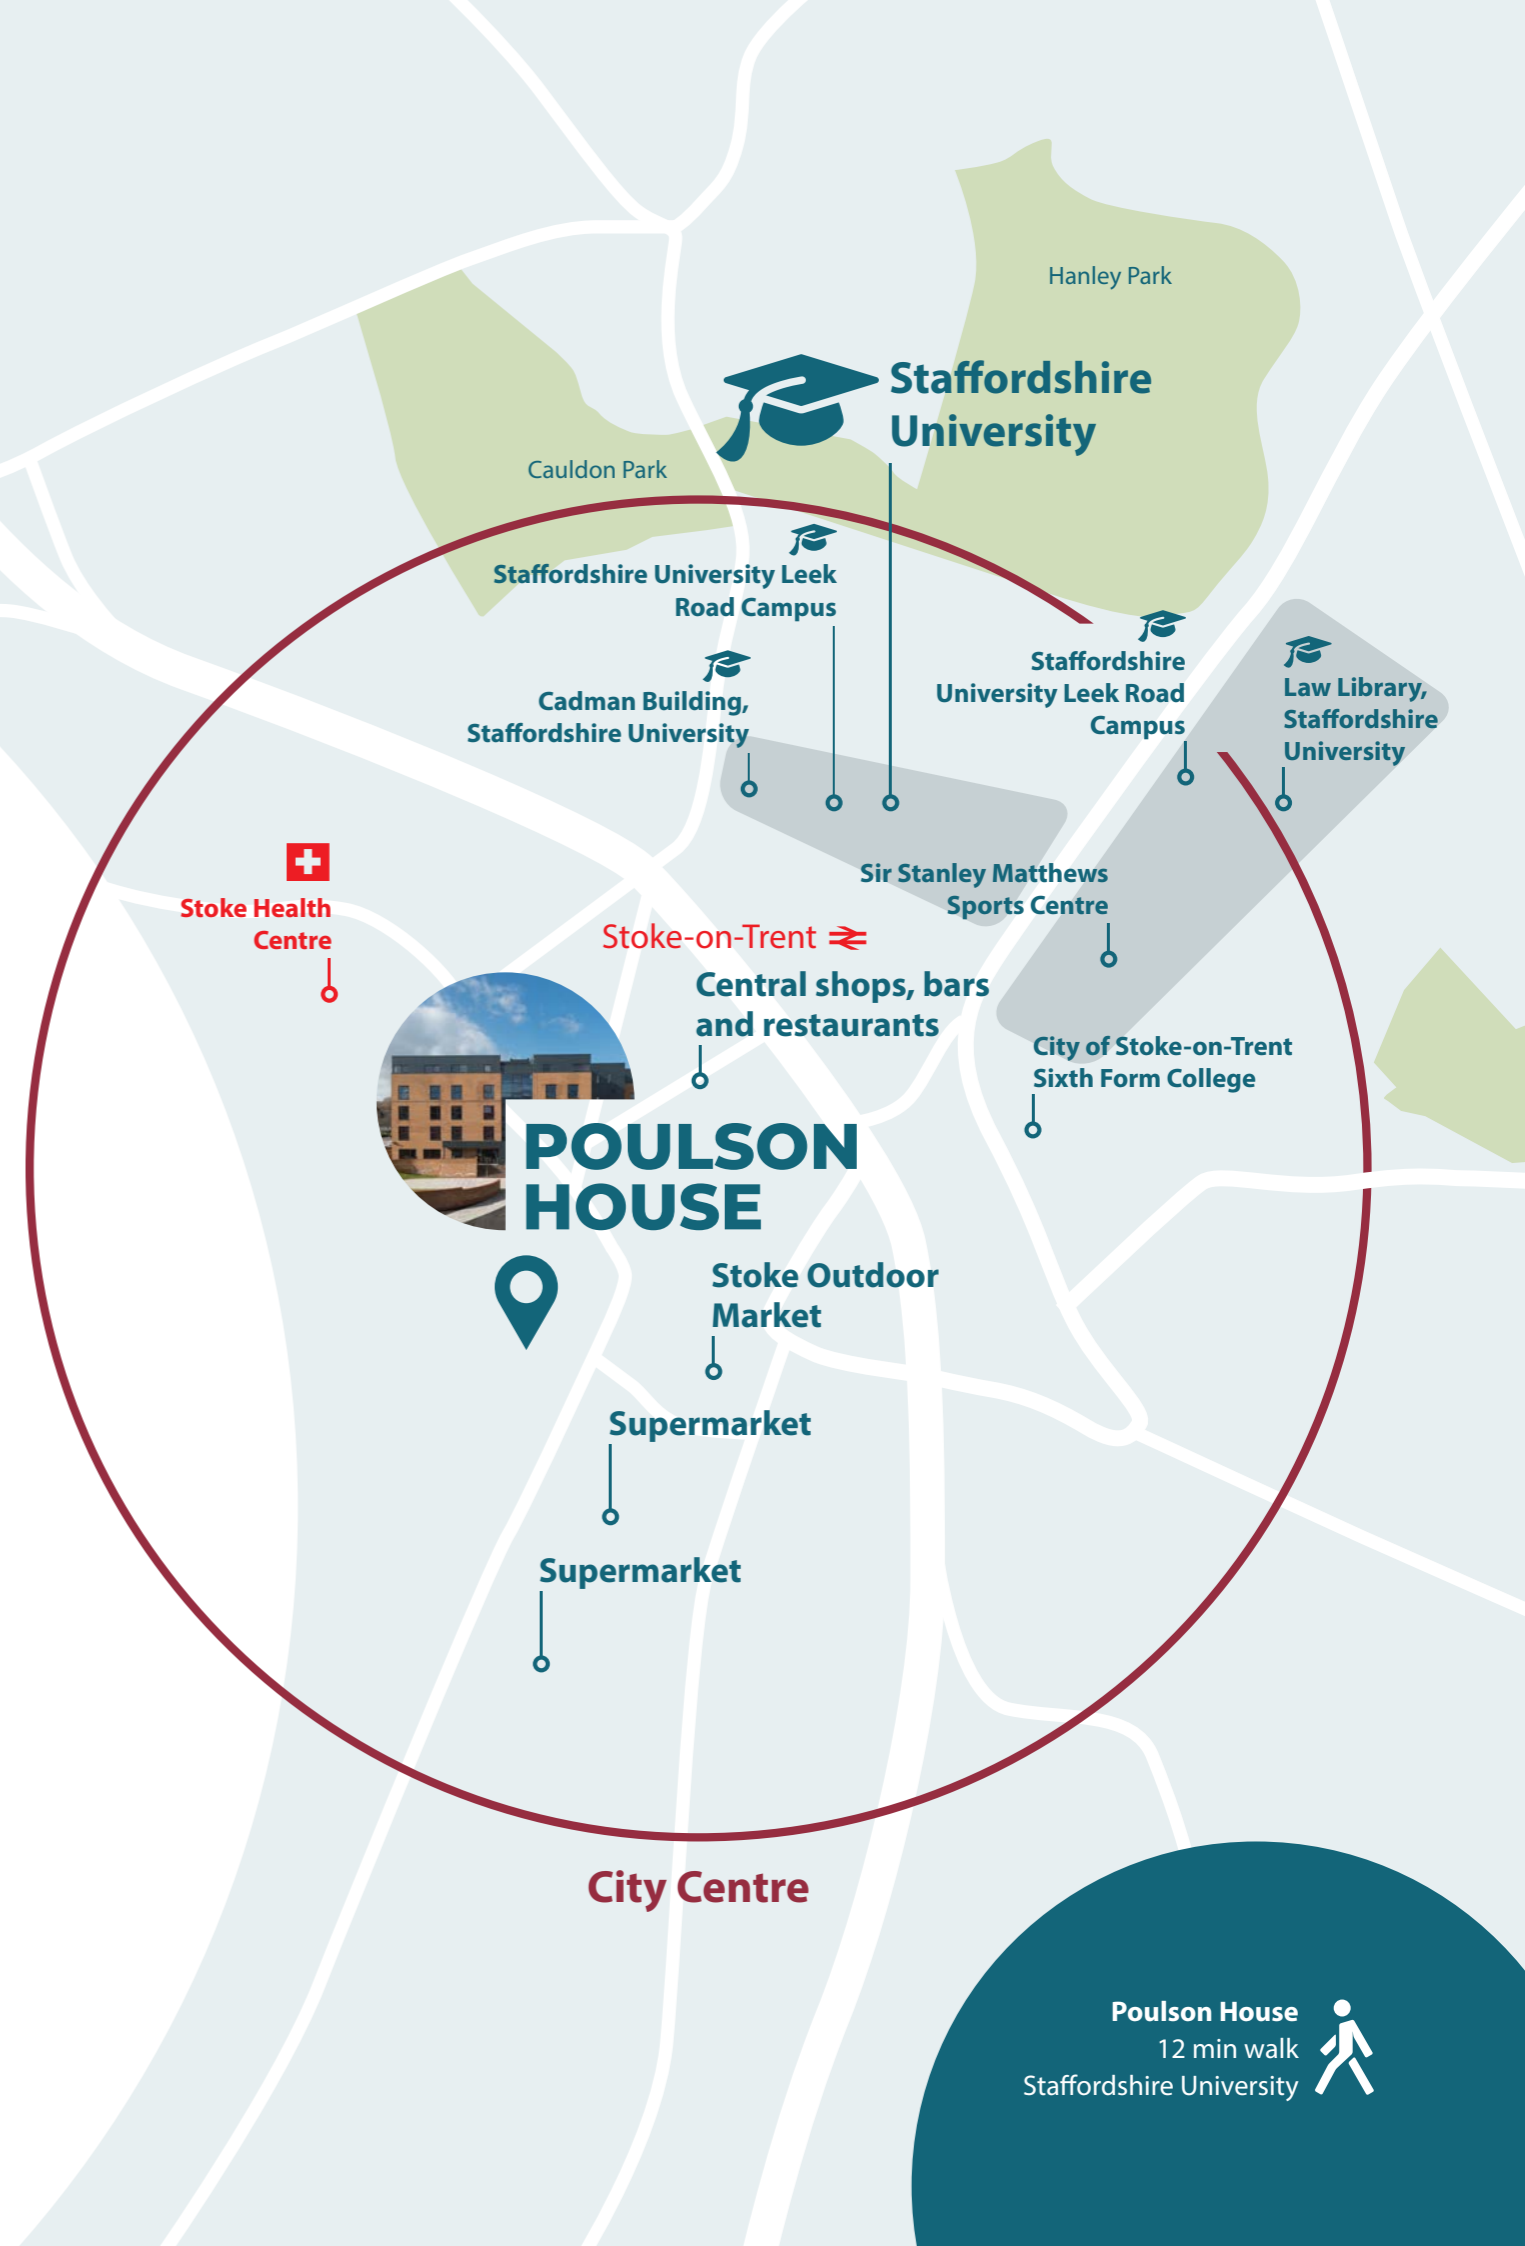 Hanley Park
Staffordshire
University
Cauldon Park
Staffordshire University Leek
Road Campus
Cadman Building,
Staffordshire University
Staffordshire
University Leek Road
Campus
Law Library,
Staffordshire
University
Sir Stanley Matthews
Sports Centre
Stoke Health
Centre
Stoke-on-Trent
Central shops, bars
and restaurants
City of Stoke-on-Trent
Sixth Form College
POULSON
HOUSE
Stoke Outdoor
Market
Supermarket
Supermarket
City Centre
Poulson House
12 min walk
Staffordshire University